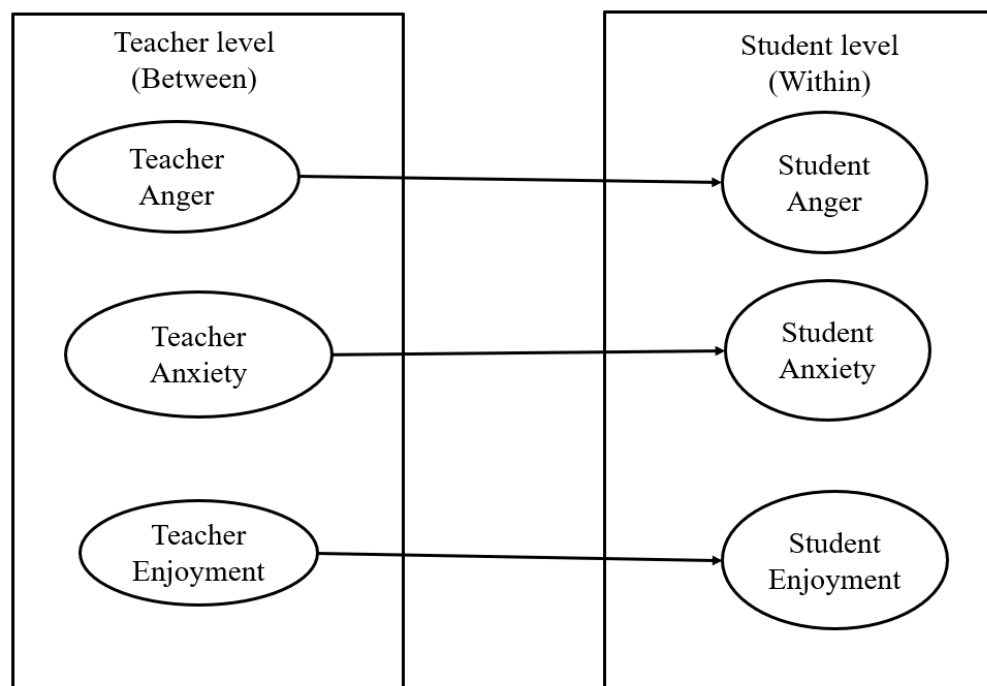 Teacher level
(Between)
Teacher
Anger
Teacher
Anxiety
Teacher
Enjoyment
Student level
(Within)
Student
Anger
Student
Anxiety
Student
Enjoyment